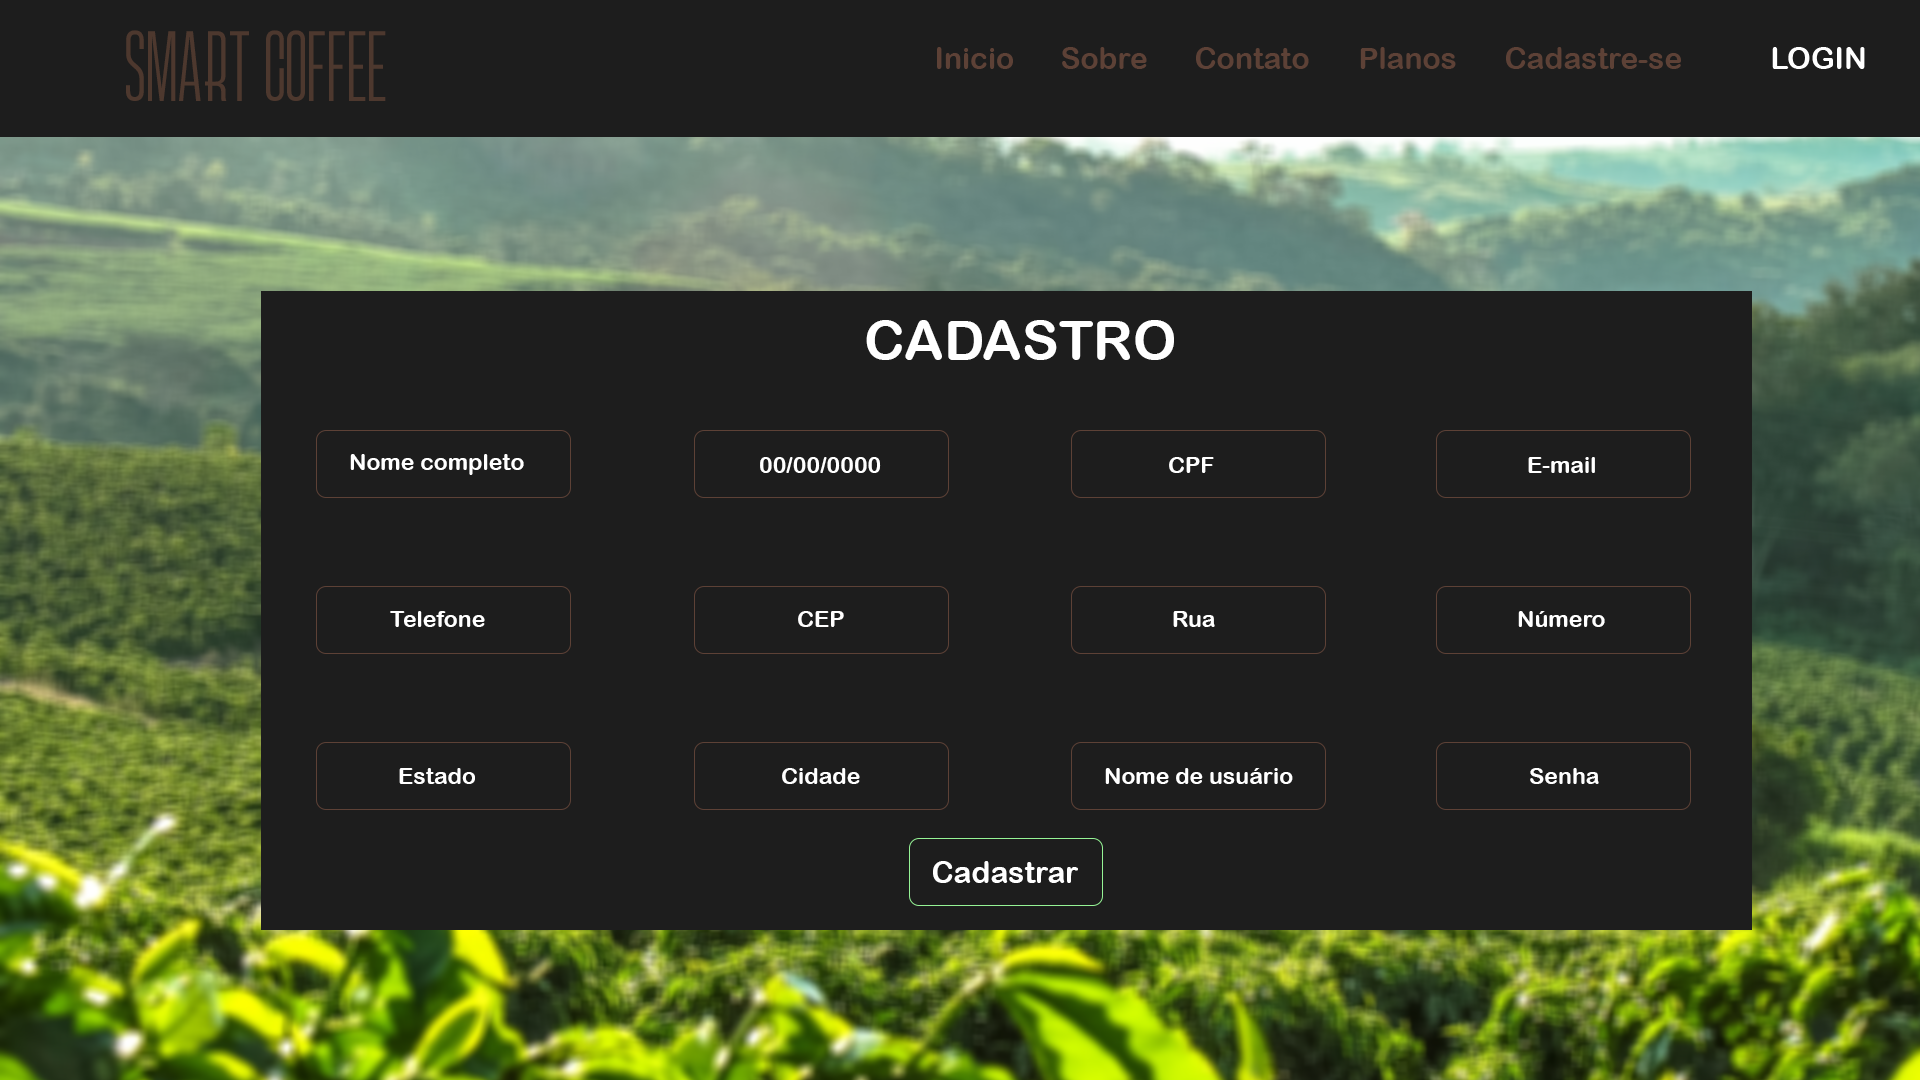 SMART COFFEE
Inicio Sobre Contato Planos Cadastre-se LOGIN
CADASTRO
Nome completo 00/00/0000 CPF E-mail
Telefone CEP Rua Número
Estado Cidade Nome de usuário Senha
Cadastrar